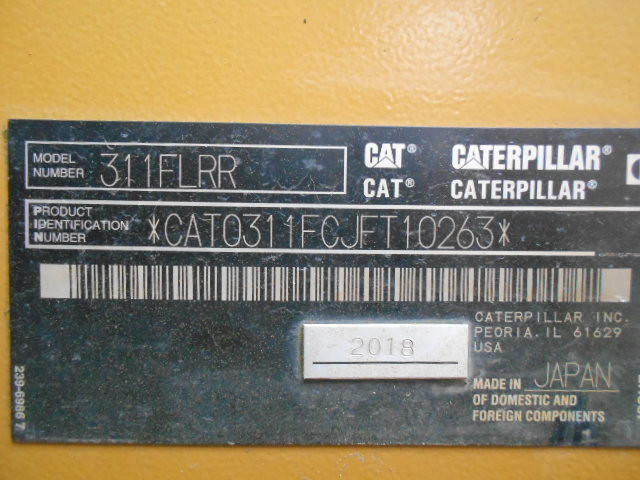 MODEL
NUMBER 311FLRR
CAT® CATERPILLAR®
CAT® CATERPILLAR®
PRODUCT
IDENTIFICATION
NUMBER *CAT0311FCJFT10263*
CATERPILLAR INC.
PEORIA, IL 61629
USA
2018
MADE IN JAPAN
OF DOMESTIC AND
FOREIGN COMPONENTS
239-6986 7